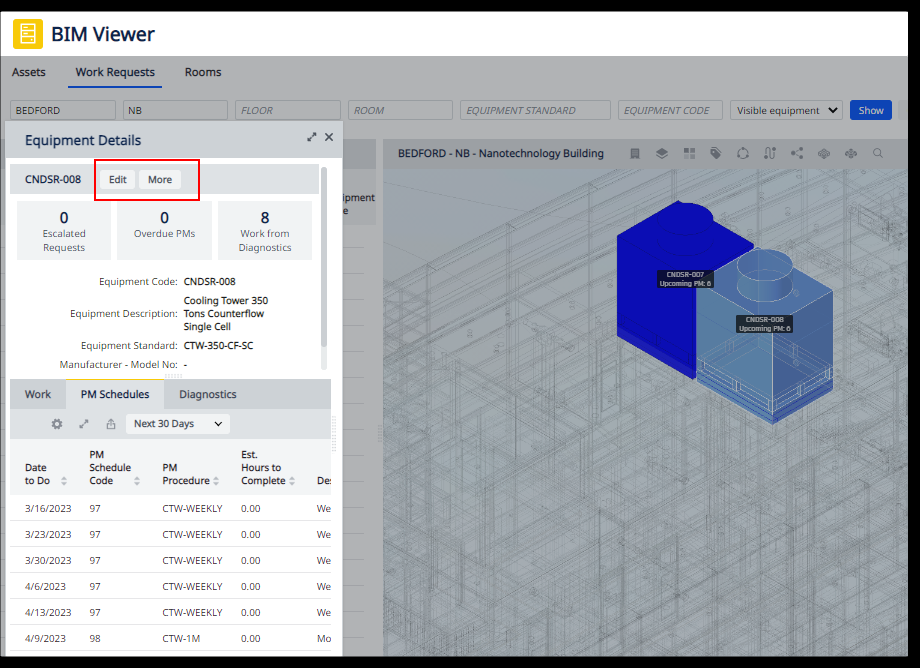 BIM Viewer
Assets Work Requests Rooms
BEDFORD NB FLOOR ROOM EQUIPMENT STANDARD EQUIPMENT CODE Visible equipment Show
Equipment Details
BEDFORD - NB - Nanotechnology Building
CNDSR-008 Edit More
0
Escalated
Requests
0
Overdue PMs
8
Work from
Diagnostics
Equipment Code: CNDSR-008
Equipment Description: Cooling Tower 350
Tons Counterflow
Single Cell
Equipment Standard: CTW-350-CF-SC
Manufacturer - Model No: -
Work PM Schedules Diagnostics
Next 30 Days
Date
to Do
PM
Schedule
Code
PM
Procedure
Est.
Hours to
Complete
Des
3/16/2023 97 CTW-WEEKLY 0.00 We
3/23/2023 97 CTW-WEEKLY 0.00 We
3/30/2023 97 CTW-WEEKLY 0.00 We
4/6/2023 97 CTW-WEEKLY 0.00 We
4/13/2023 97 CTW-WEEKLY 0.00 We
4/9/2023 98 CTW-1M 0.00 Mo
ipment
e
CNDSR-007
Upcoming PM: 6
CNDSR-008
Upcoming PM: 6